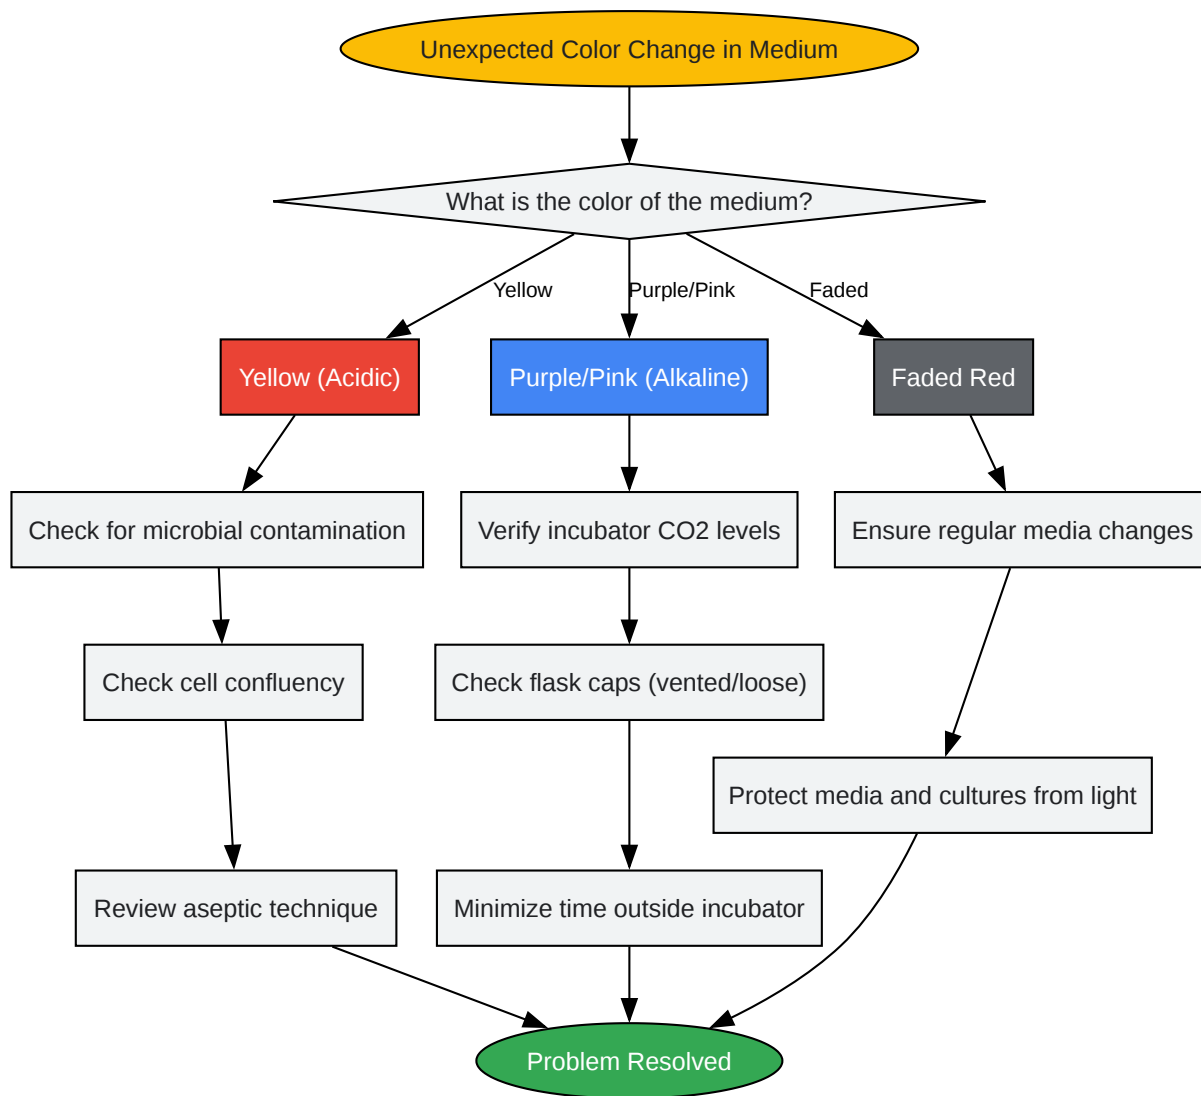 Unexpected Color Change in Medium
What is the color of the medium?
Yellow
Purple/Pink
Faded
Yellow (Acidic)
Purple/Pink (Alkaline)
Faded Red
Check for microbial contamination
Verify incubator CO2 levels
Ensure regular media changes
Check cell confluency
Check flask caps (vented/loose)
Protect media and cultures from light
Review aseptic technique
Minimize time outside incubator
Problem Resolved